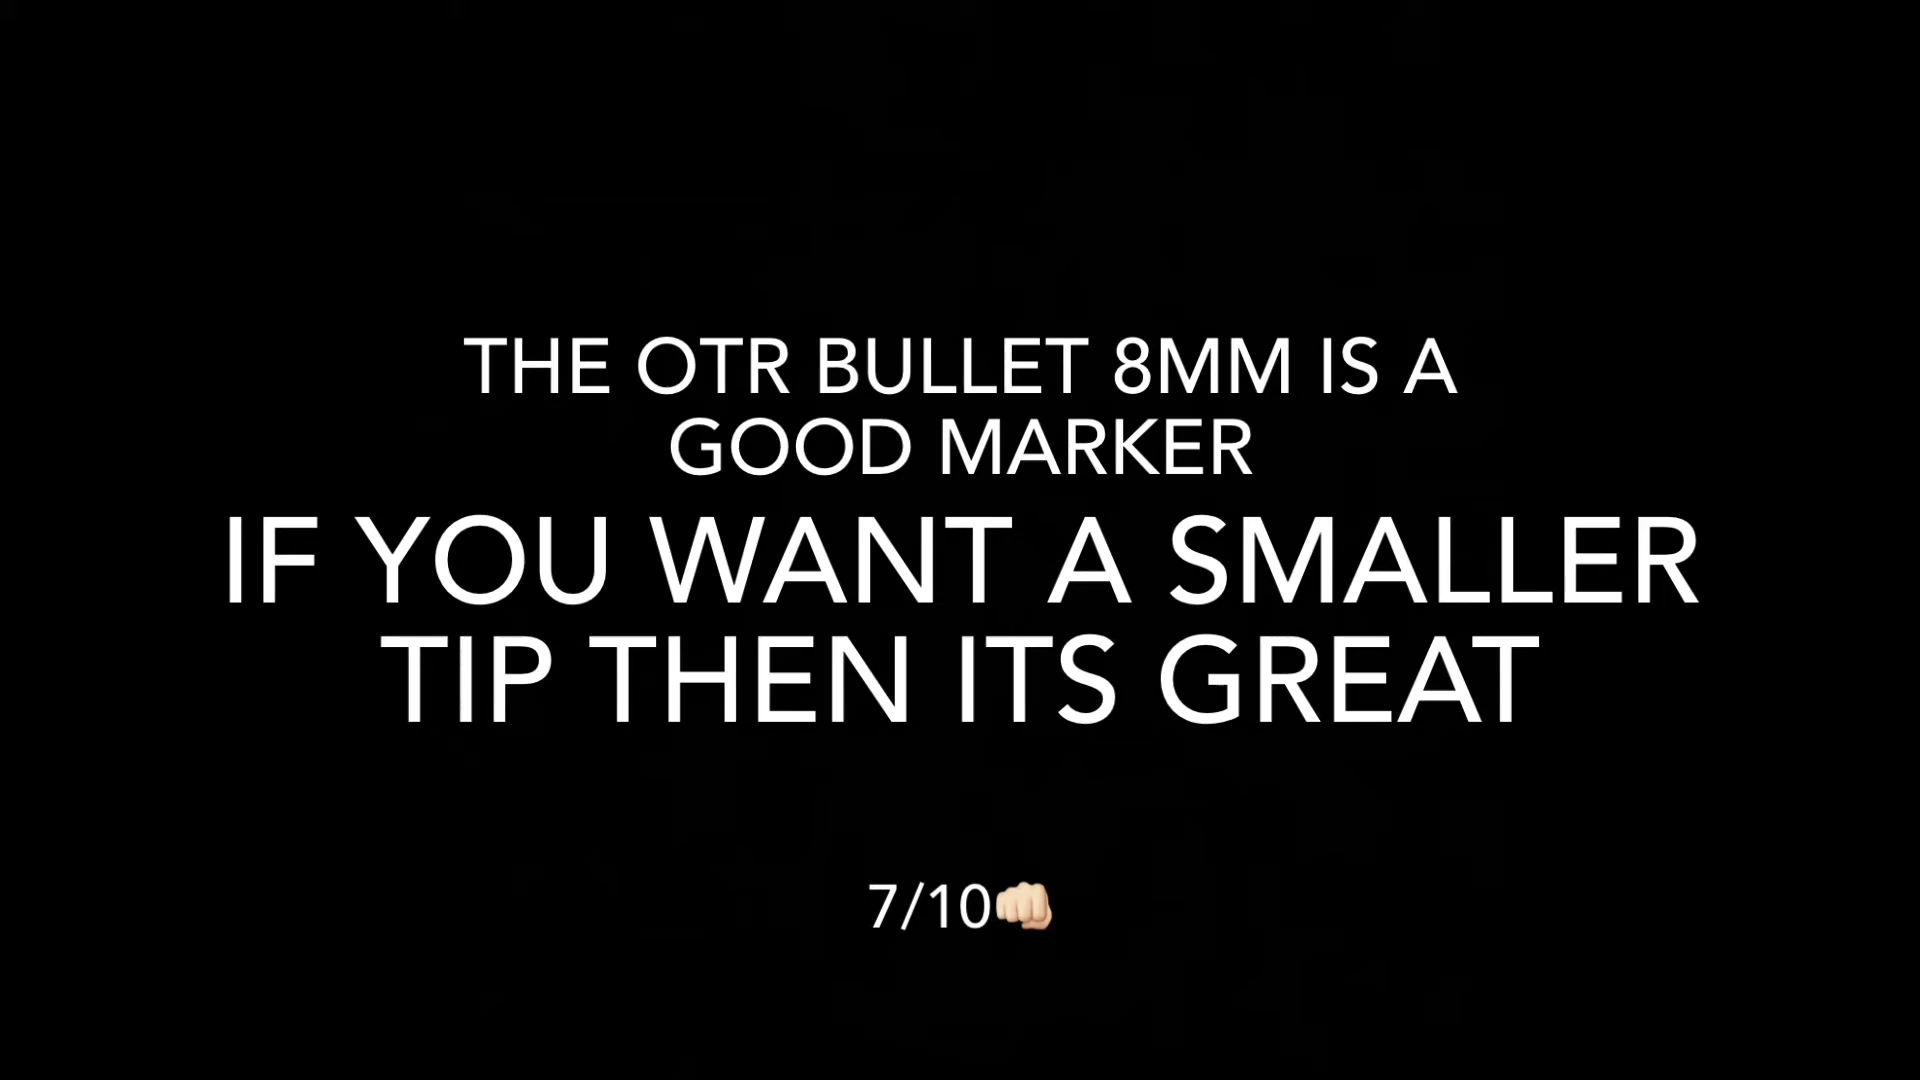 THE OTR BULLET 8MM IS A
GOOD MARKER
IF YOU WANT A SMALLER
TIP THEN ITS GREAT
7/10👊🏻